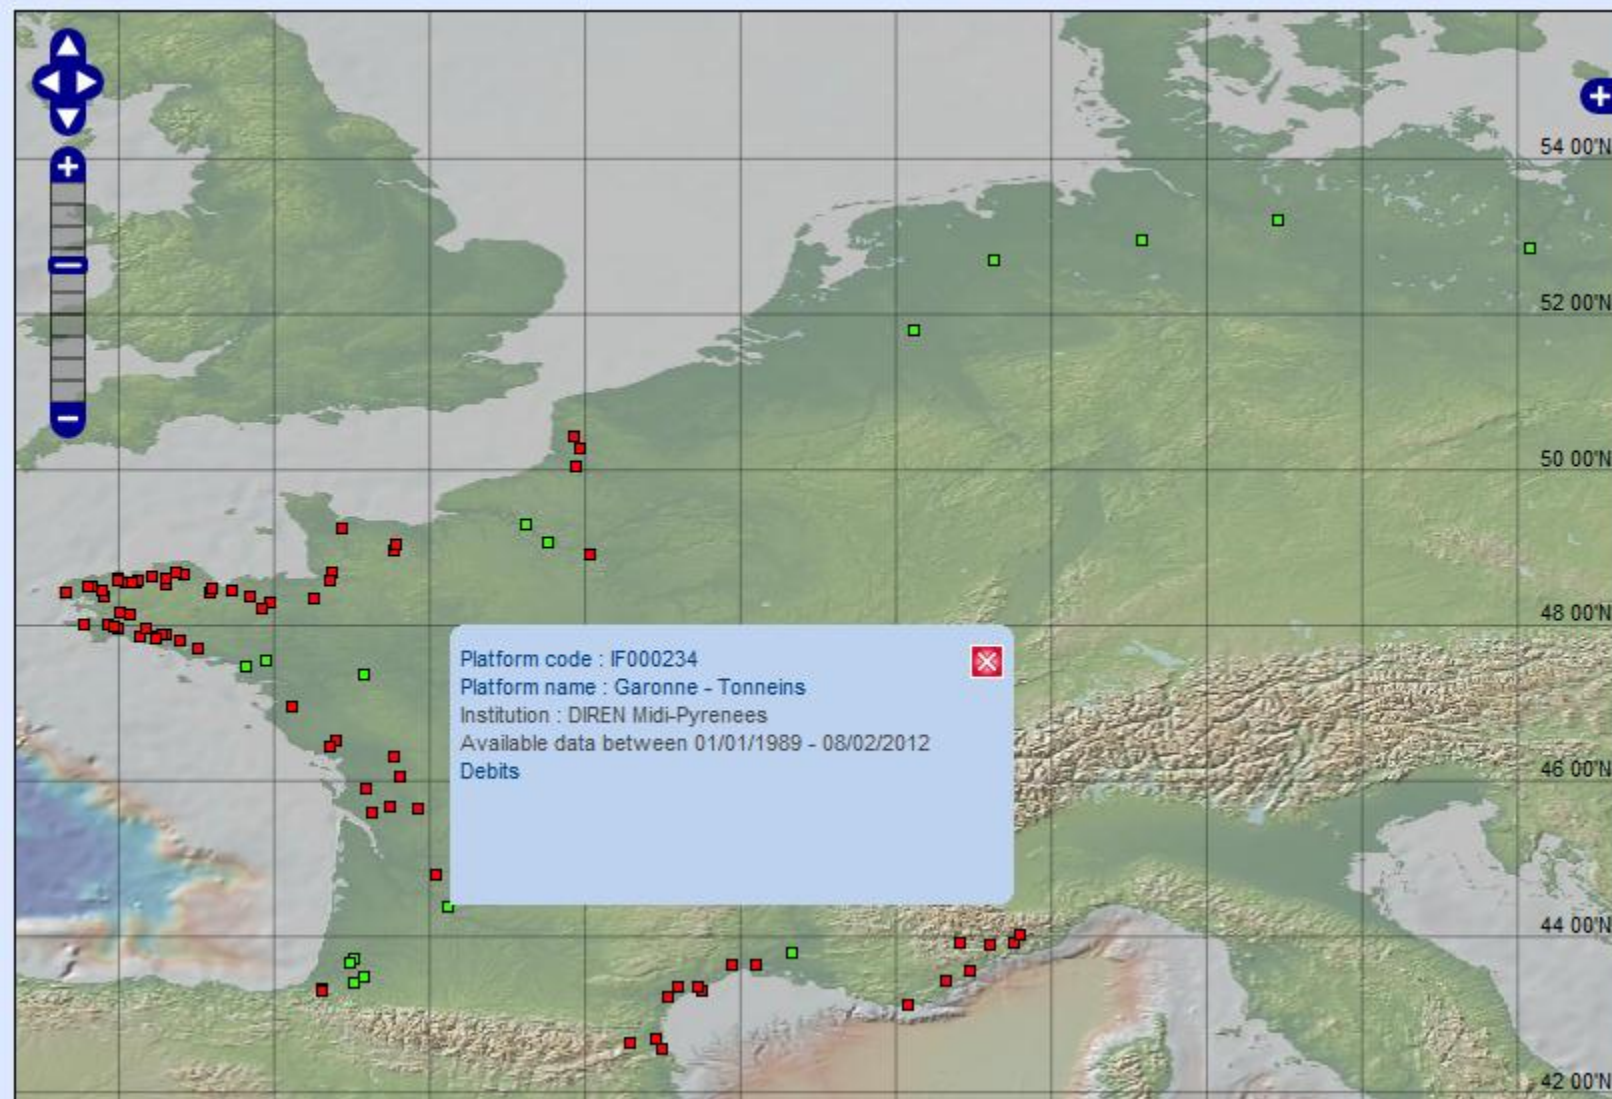 54 00'N
52 00'N
50 00'N
48 00'N
Platform code : IF000234
Platform name : Garonne - Tonneins
Institution : DIREN Midi-Pyrenees
Available data between 01/01/1989 - 08/02/2012
Debits
46 00'N
44 00'N
42 00'N